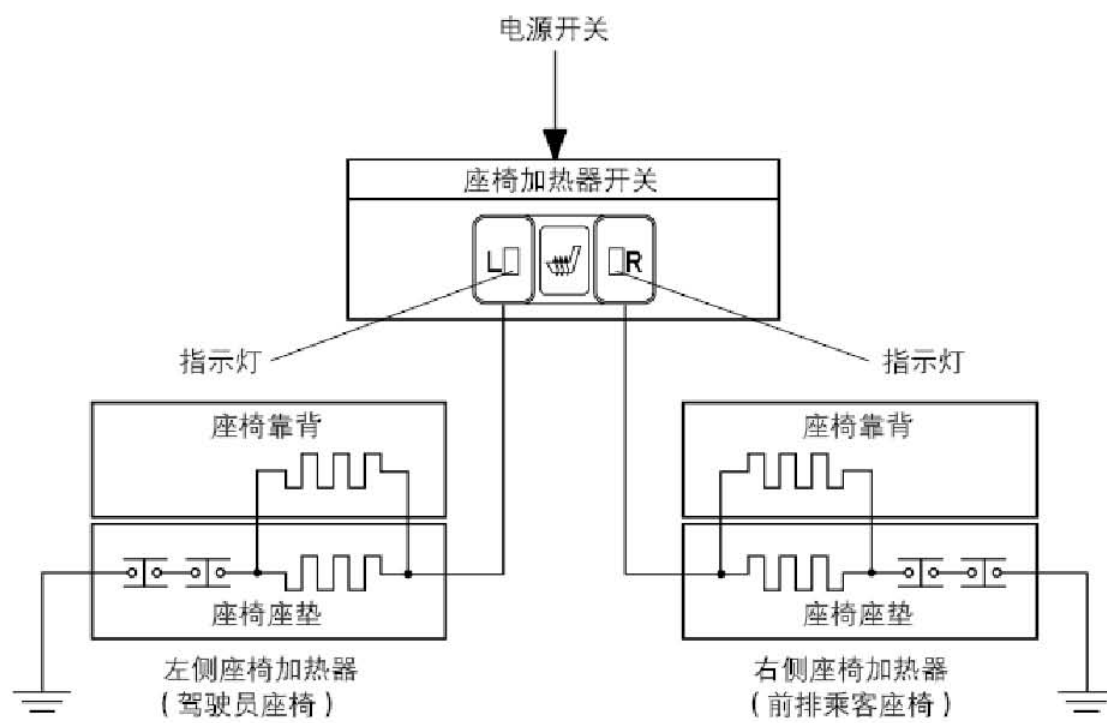 电源开关
座椅加热器开关
L R
指示灯 指示灯
座椅靠背 座椅靠背
座椅座垫 座椅座垫
左侧座椅加热器 右侧座椅加热器
(驾驶员座椅) (前排乘客座椅)